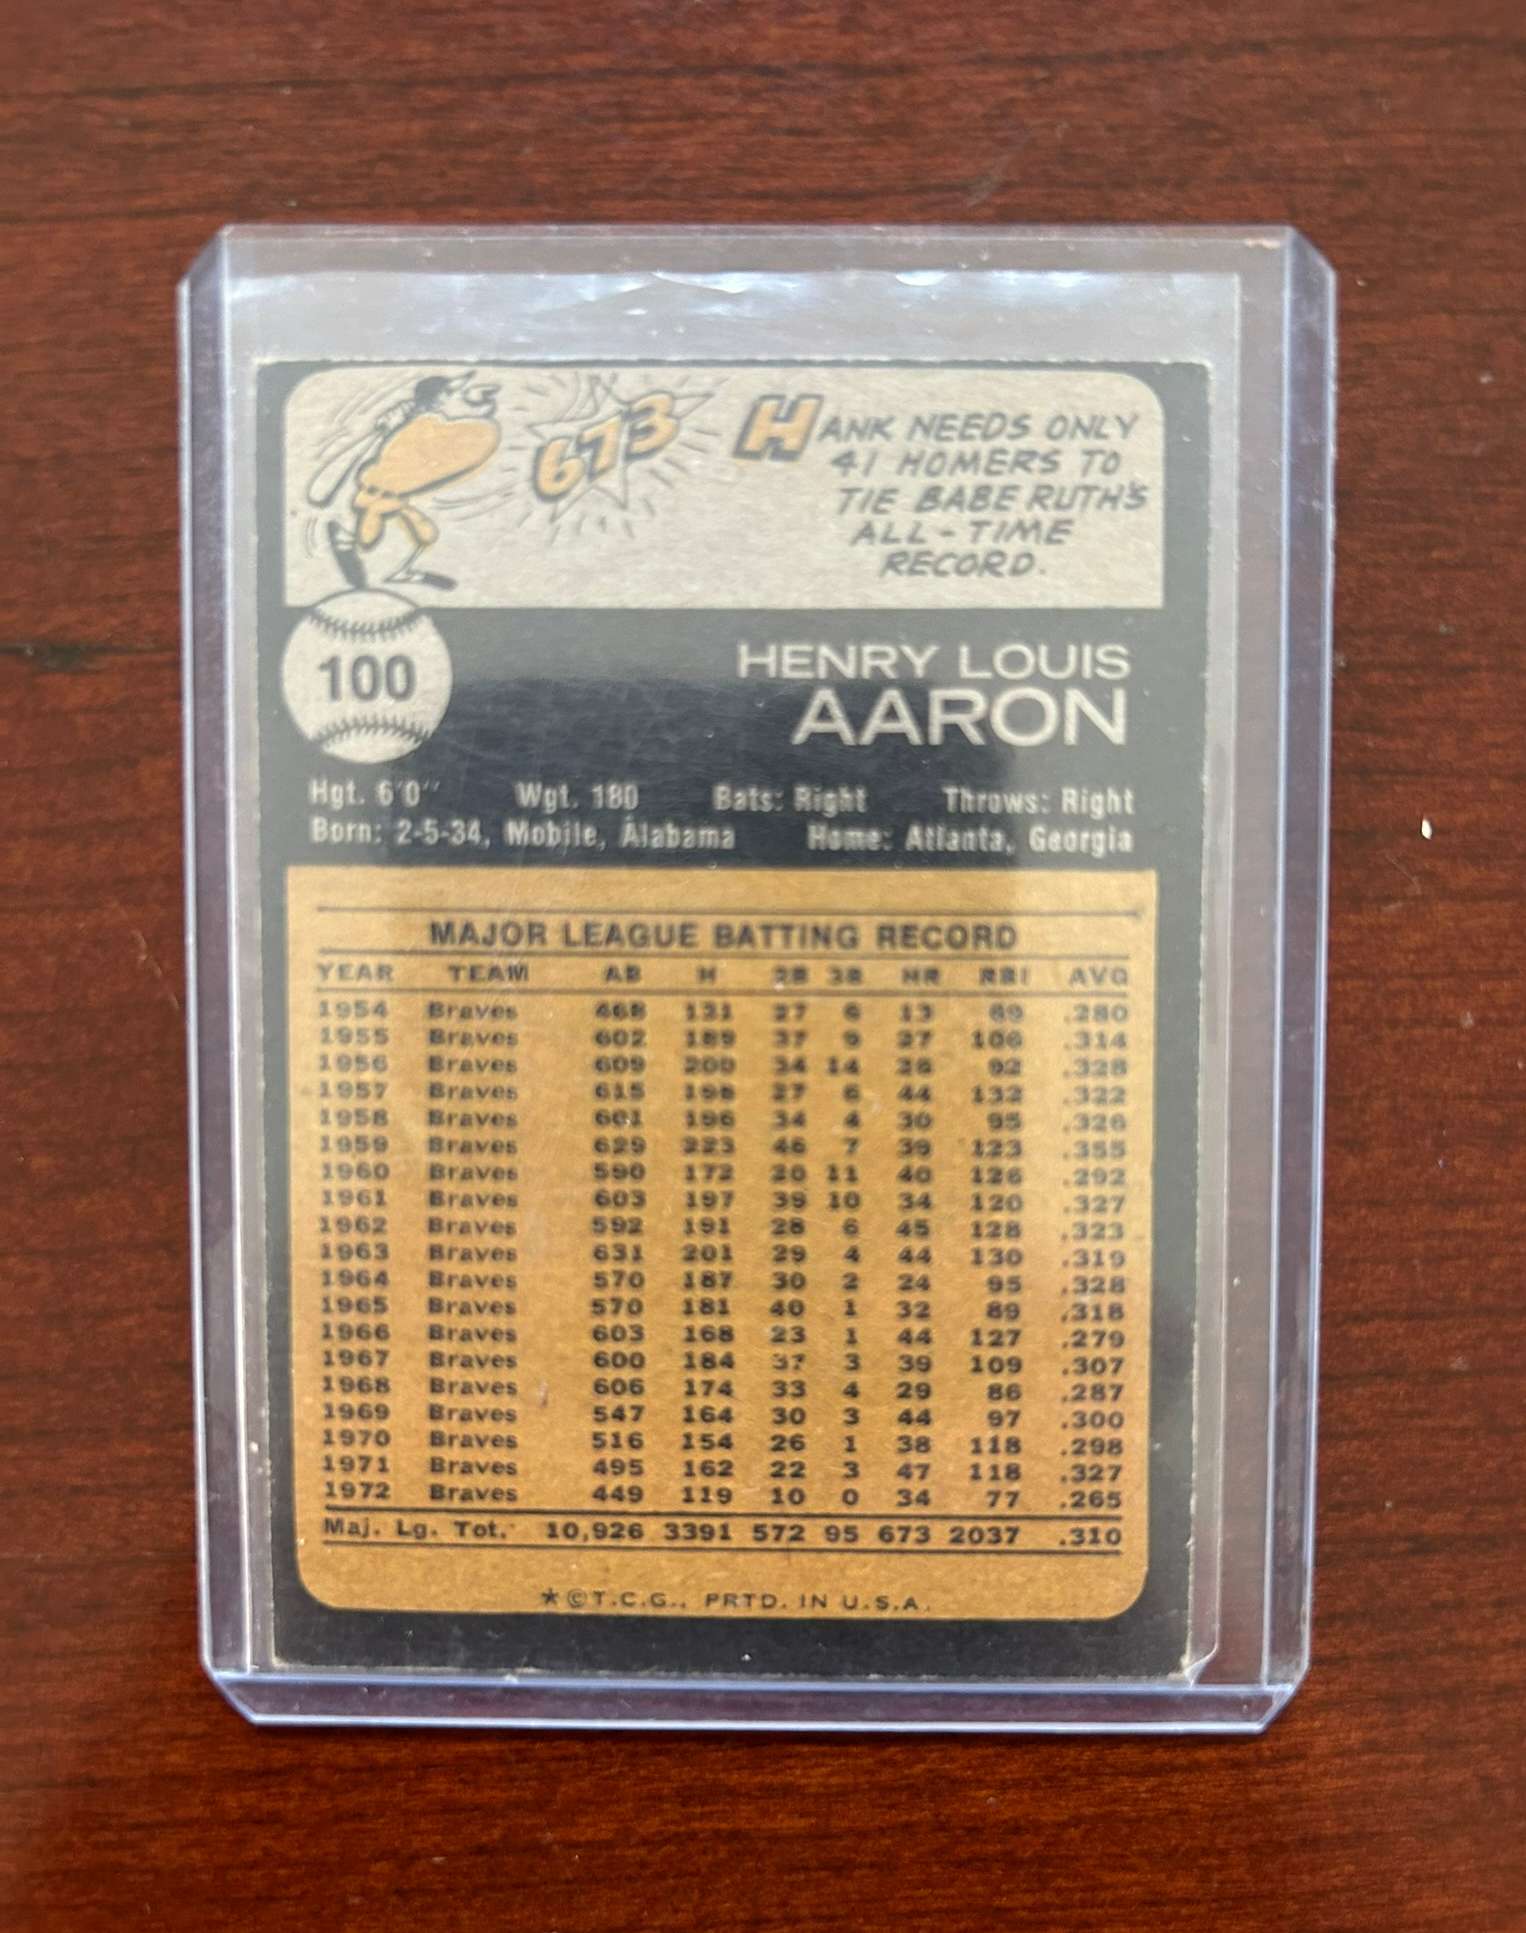 673
HANK NEEDS ONLY
41 HOMERS TO
TIE BABE RUTH'S
ALL-TIME
RECORD.
100
HENRY LOUIS
AARON
Hgt. 6'0" Wgt. 180 Bats: Right Throws: Right
Born: 2-5-34, Mobile, Alabama Home: Atlanta, Georgia
MAJOR LEAGUE BATTING RECORD
YEAR TEAM AB H 2B 3B HR RBI AVG
1954 Braves 468 131 27 6 13 69 .280
1955 Braves 602 189 37 9 27 106 .314
1956 Braves 609 200 34 14 26 92 .328
1957 Braves 615 198 27 6 44 132 .322
1958 Braves 601 196 34 4 30 95 .326
1959 Braves 629 223 46 7 39 123 .355
1960 Braves 590 172 20 11 40 126 .292
1961 Braves 603 197 39 10 34 120 .327
1962 Braves 592 191 28 6 45 128 .323
1963 Braves 631 201 29 4 44 130 .319
1964 Braves 570 187 30 2 24 95 .328
1965 Braves 570 181 40 1 32 89 .318
1966 Braves 603 168 23 1 44 127 .279
1967 Braves 600 184 37 3 39 109 .307
1968 Braves 606 174 33 4 29 86 .287
1969 Braves 547 164 30 3 44 97 .300
1970 Braves 516 154 26 1 38 118 .298
1971 Braves 495 162 22 3 47 118 .327
1972 Braves 449 119 10 0 34 77 .265
Maj. Lg. Tot. 10,926 3391 572 95 673 2037 .310
*©T.C.G., PRTD. IN U.S.A.